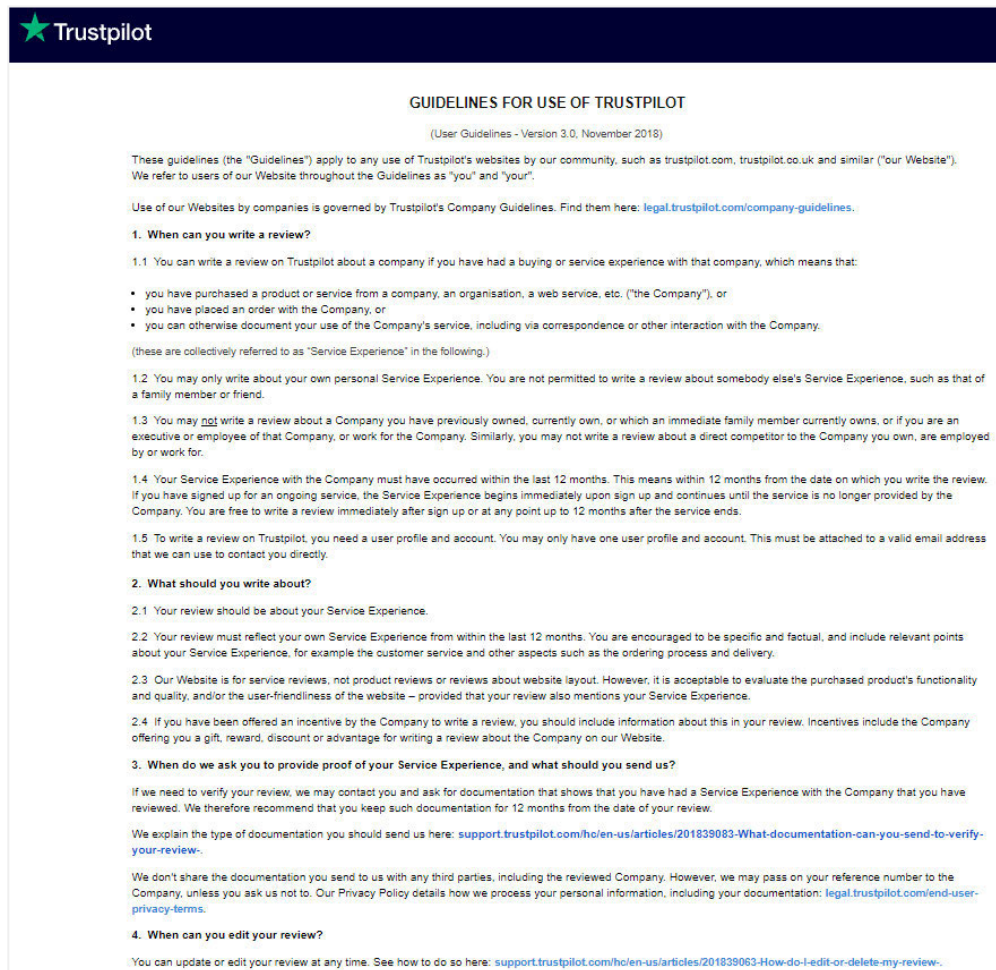 Trustpilot
GUIDELINES FOR USE OF TRUSTPILOT
(User Guidelines - Version 3.0, November 2018)
These guidelines (the "Guidelines") apply to any use of Trustpilot's websites by our community, such as trustpilot.com, trustpilot.co.uk and similar ("our Website").
We refer to users of our Website throughout the Guidelines as "you" and "your".
Use of our Websites by companies is governed by Trustpilot's Company Guidelines. Find them here: legal.trustpilot.com/company-guidelines.
1. When can you write a review?
1.1 You can write a review on Trustpilot about a company if you have had a buying or service experience with that company, which means that:
• you have purchased a product or service from a company, an organisation, a web service, etc. ("the Company"), or
• you have placed an order with the Company, or
• you can otherwise document your use of the Company's service, including via correspondence or other interaction with the Company.
(these are collectively referred to as "Service Experience" in the following.)
1.2 You may only write about your own personal Service Experience. You are not permitted to write a review about somebody else's Service Experience, such as that of
a family member or friend.
1.3 You may not write a review about a Company you have previously owned, currently own, or which an immediate family member currently owns, or if you are an
executive or employee of that Company, or work for the Company. Similarly, you may not write a review about a direct competitor to the Company you own, are employed
by or work for.
1.4 Your Service Experience with the Company must have occurred within the last 12 months. This means within 12 months from the date on which you write the review.
If you have signed up for an ongoing service, the Service Experience begins immediately upon sign up and continues until the service is no longer provided by the
Company. You are free to write a review immediately after sign up or at any point up to 12 months after the service ends.
1.5 To write a review on Trustpilot, you need a user profile and account. You may only have one user profile and account. This must be attached to a valid email address
that we can use to contact you directly.
2. What should you write about?
2.1 Your review should be about your Service Experience.
2.2 Your review must reflect your own Service Experience from within the last 12 months. You are encouraged to be specific and factual, and include relevant points
about your Service Experience, for example the customer service and other aspects such as the ordering process and delivery.
2.3 Our Website is for service reviews, not product reviews or reviews about website layout. However, it is acceptable to evaluate the purchased product's functionality
and quality, and/or the user-friendliness of the website – provided that your review also mentions your Service Experience.
2.4 If you have been offered an incentive by the Company to write a review, you should include information about this in your review. Incentives include the Company
offering you a gift, reward, discount or advantage for writing a review about the Company on our Website.
3. When do we ask you to provide proof of your Service Experience, and what should you send us?
If we need to verify your review, we may contact you and ask for documentation that shows that you have had a Service Experience with the Company that you have
reviewed. We therefore recommend that you keep such documentation for 12 months from the date of your review.
We explain the type of documentation you should send us here: support.trustpilot.com/hc/en-us/articles/201839083-What-documentation-can-you-send-to-verify-
your-review-.
We don't share the documentation you send to us with any third parties, including the reviewed Company. However, we may pass on your reference number to the
Company, unless you ask us not to. Our Privacy Policy details how we process your personal information, including your documentation: legal.trustpilot.com/end-user-
privacy-terms.
4. When can you edit your review?
You can update or edit your review at any time. See how to do so here: support.trustpilot.com/hc/en-us/articles/201839063-How-do-I-edit-or-delete-my-review-.